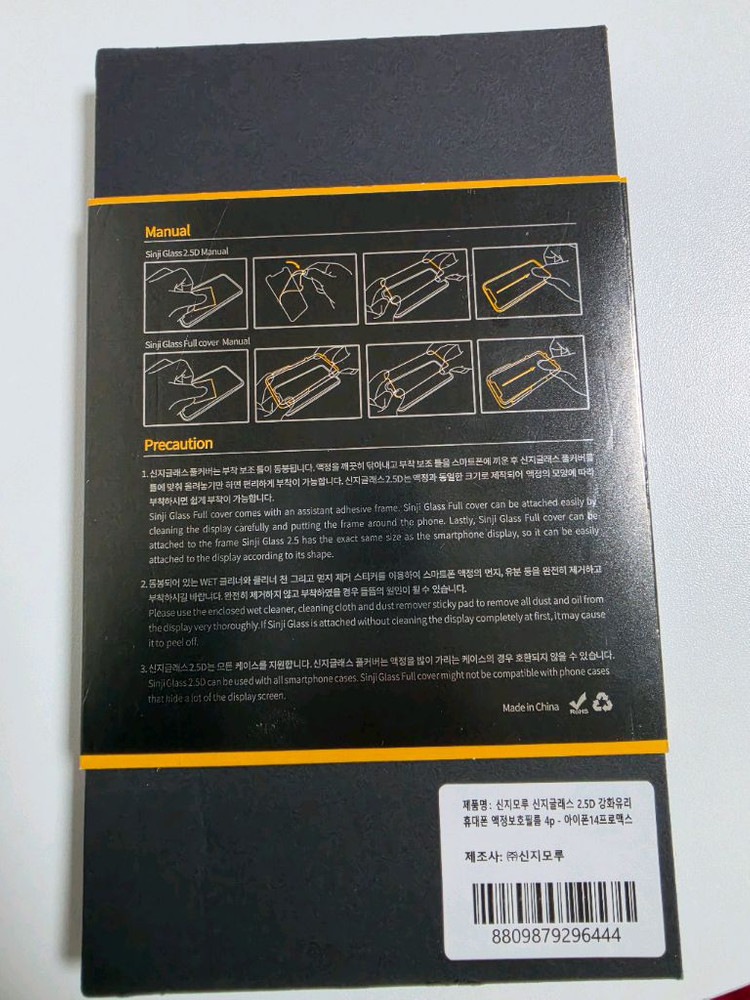 Manual
Sinji Glass 2.5D Manual
Sinji Glass Full cover Manual
Precaution
1. 신지글래스 풀커버는 부착 보조 틀이 동봉됩니다. 액정을 깨끗히 닦아내고 부착 보조 틀을 스마트폰에 끼운 후 신지글래스 풀커버를
틀에 맞춰 올려놓기만 하면 편리하게 부착이 가능합니다. 신지글래스2.5D는 액정과 동일한 크기로 제작되어 액정의 모양에 따라
부착하시면 쉽게 부착이 가능합니다.
Sinji Glass Full cover comes with an assistant adhesive frame. Sinji Glass Full cover can be attached easily by
cleaning the display carefully and putting the frame around the phone. Lastly, Sinji Glass Full cover can be
attached to the frame Sinji Glass 2.5 has the exact same size as the smartphone display, so it can be easily
attached to the display according to its shape.
2. 동봉되어 있는 WET 클리너와 클리너 천 그리고 먼지 제거 스티커를 이용하여 스마트폰 액정의 먼지, 유분 등을 완전히 제거하고
부착하시길 바랍니다. 완전히 제거하지 않고 부착하였을 경우 들뜸의 원인이 될 수 있습니다.
Please use the enclosed wet cleaner, cleaning cloth and dust remover sticky pad to remove all dust and oil from
the display very thoroughly. If Sinji Glass is attached without cleaning the display completely at first, it may cause
it to peel off.
3. 신지글래스2.5D는 모든 케이스를 지원합니다. 신지글래스 풀커버는 액정을 많이 가리는 케이스의 경우 호환되지 않을 수 있습니다.
Sinji Glass 2.5D can be used with all smartphone cases. Sinji Glass Full cover might not be compatible with phone cases
that hide a lot of the display screen.
Made in China
RoHS
제품명: 신지모루 신지글래스 2.5D 강화유리
휴대폰 액정보호필름 4p - 아이폰14프로맥스
제조사: ㈜신지모루
8809879296444